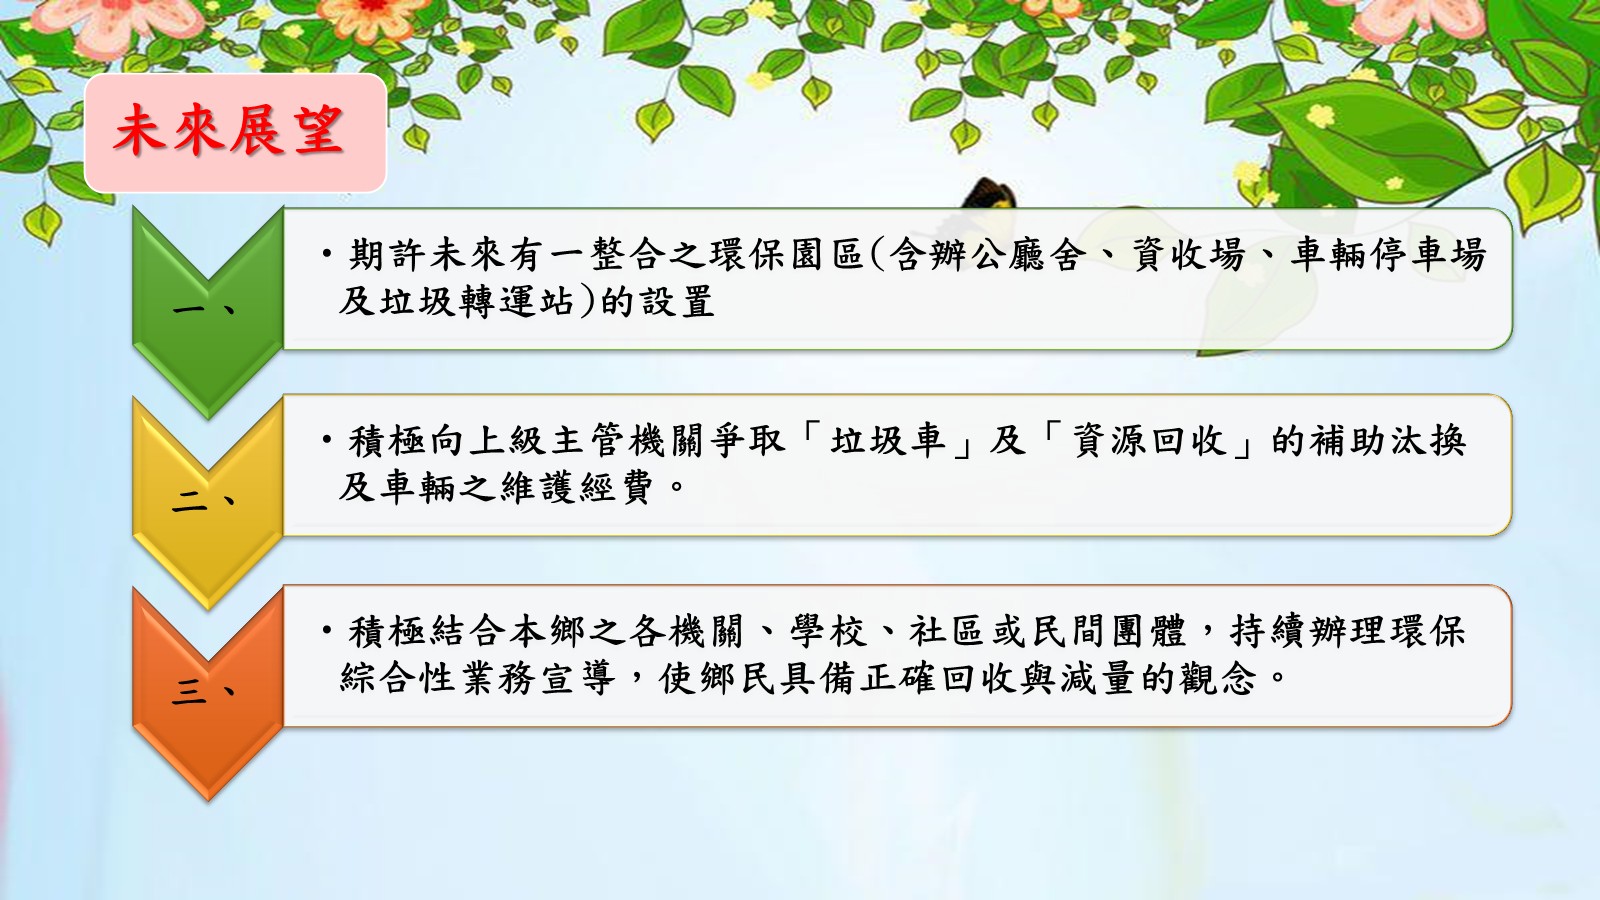 未來展望
一、
・期許未來有一整合之環保園區(含辦公廳舍、資收場、車輛停車場
及垃圾轉運站)的設置
二、
・積極向上級主管機關爭取「垃圾車」及「資源回收」的補助汰換
及車輛之維護經費。
三、
・積極結合本鄉之各機關、學校、社區或民間團體，持續辦理環保
綜合性業務宣導，使鄉民具備正確回收與減量的觀念。